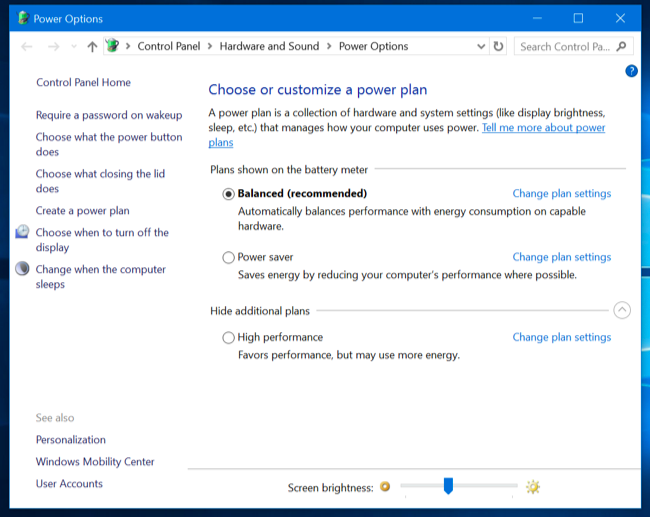 Power Options
Control Panel > Hardware and Sound > Power Options
Search Control Pa...
?
Control Panel Home
Require a password on wakeup
Choose what the power button
does
Choose what closing the lid
does
Create a power plan
Choose when to turn off the
display
Change when the computer
sleeps
Choose or customize a power plan
A power plan is a collection of hardware and system settings (like display brightness,
sleep, etc.) that manages how your computer uses power. Tell me more about power
plans
Plans shown on the battery meter
Balanced (recommended)
Change plan settings
Automatically balances performance with energy consumption on capable
hardware.
Power saver
Change plan settings
Saves energy by reducing your computer's performance where possible.
Hide additional plans
High performance
Change plan settings
Favors performance, but may use more energy.
See also
Personalization
Windows Mobility Center
User Accounts
Screen brightness: